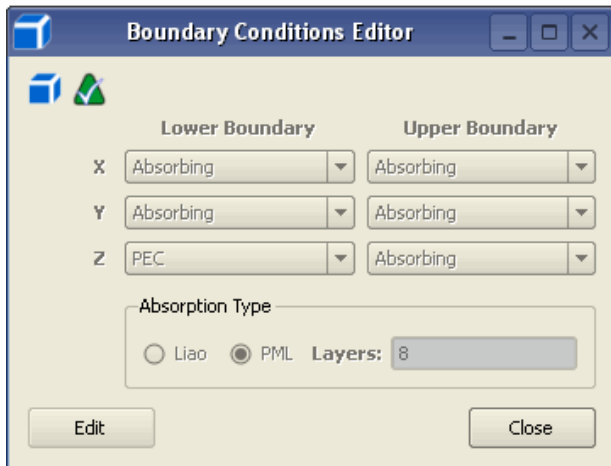 Boundary Conditions Editor
Lower Boundary Upper Boundary
X Absorbing Absorbing
Y Absorbing Absorbing
Z PEC Absorbing
Absorption Type
Liao PML Layers: 8
Edit Close